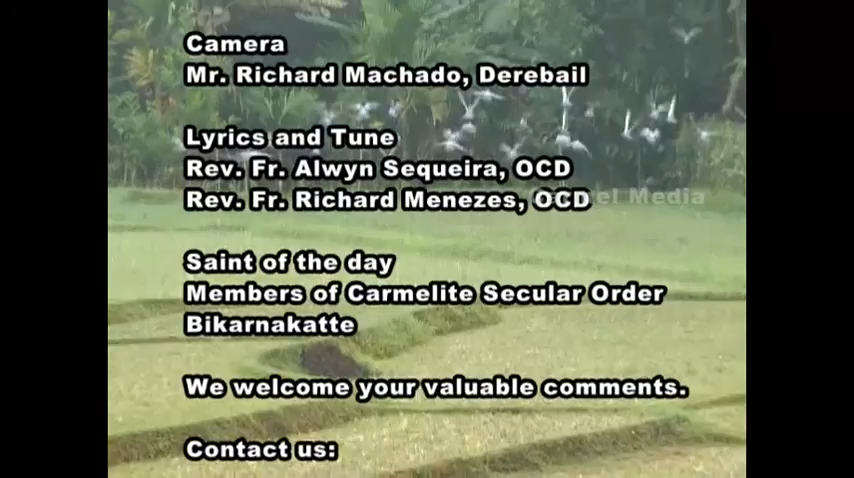 Camera
Mr. Richard Machado, Derebail
Lyrics and Tune
Rev. Fr. Alwyn Sequeira, OCD
Rev. Fr. Richard Menezes, OCD
Media
Saint of the day
Members of Carmelite Secular Order
Bikarnakatte
We welcome your valuable comments.
Contact us: